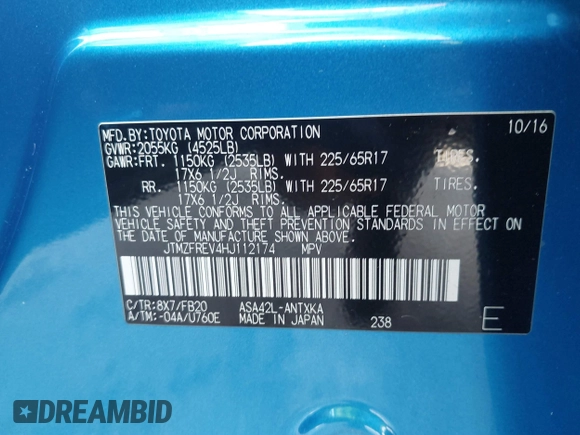 MFD.BY:TOYOTA MOTOR CORPORATION 10/16
GVWR:2055KG (4525LB)
GAWR:FRT. 1150KG (2535LB) WITH 225/65R17 TIRES.
17X6 1/2J RIMS.
RR. 1150KG (2535LB) WITH 225/65R17 TIRES.
17X6 1/2J RIMS.
THIS VEHICLE CONFORMS TO ALL APPLICABLE FEDERAL MOTOR
VEHICLE SAFETY AND THEFT PREVENTION STANDARDS IN EFFECT ON
THE DATE OF MANUFACTURE SHOWN ABOVE.
JTMZFREV4HJ112174 MPV
C/TR:8X7/FB20 ASA42L-ANTXKA
A/TM:-04A/U760E MADE IN JAPAN 238 E
DREAMBID